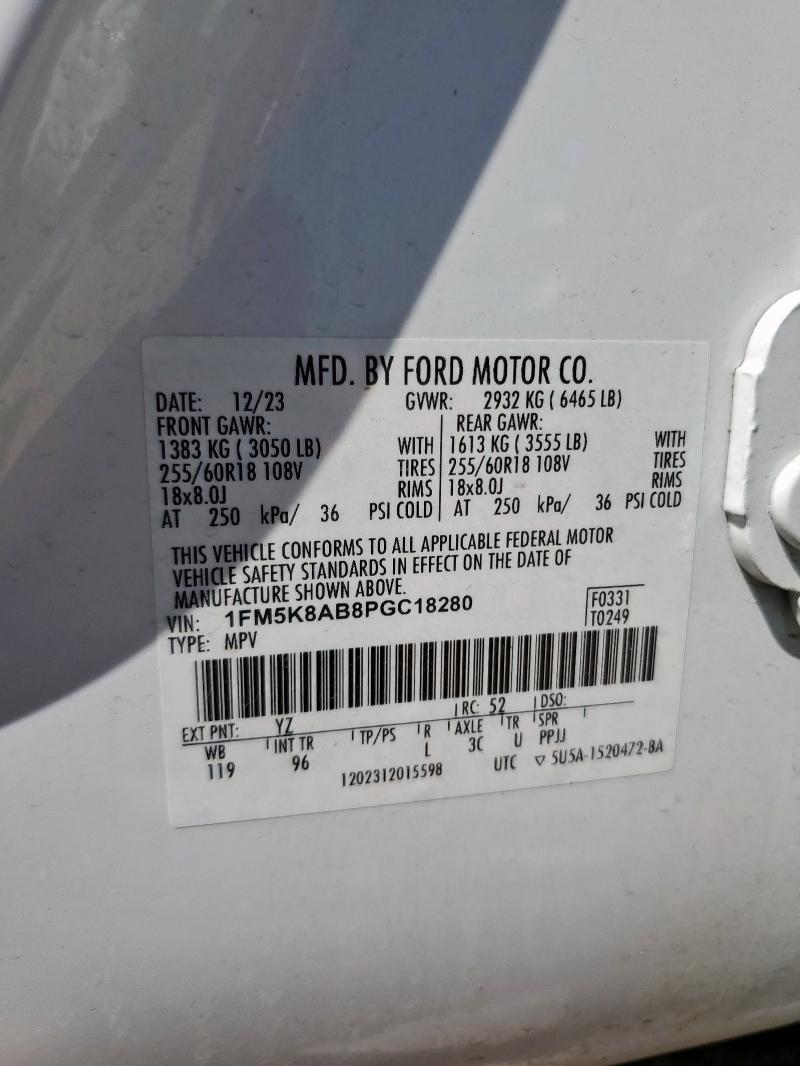 MFD. BY FORD MOTOR CO.
DATE: 12/23 GVWR: 2932 KG ( 6465 LB)
FRONT GAWR: REAR GAWR:
1383 KG ( 3050 LB) WITH 1613 KG ( 3555 LB) WITH
255/60R18 108V TIRES 255/60R18 108V TIRES
18x8.0J RIMS 18x8.0J RIMS
AT 250 kPa/ 36 PSI COLD AT 250 kPa/ 36 PSI COLD
THIS VEHICLE CONFORMS TO ALL APPLICABLE FEDERAL MOTOR
VEHICLE SAFETY STANDARDS IN EFFECT ON THE DATE OF
MANUFACTURE SHOWN ABOVE.
VIN: 1FM5K8AB8PGC18280 F0331
TYPE: MPV T0249
EXT PNT: YZ RC: 52 DSO:
WB INT TR TP/PS R AXLE TR SPR
119 96 L 3C U PPJJ
1202312015598 UTC ▽ 5U5A-1520472-BA